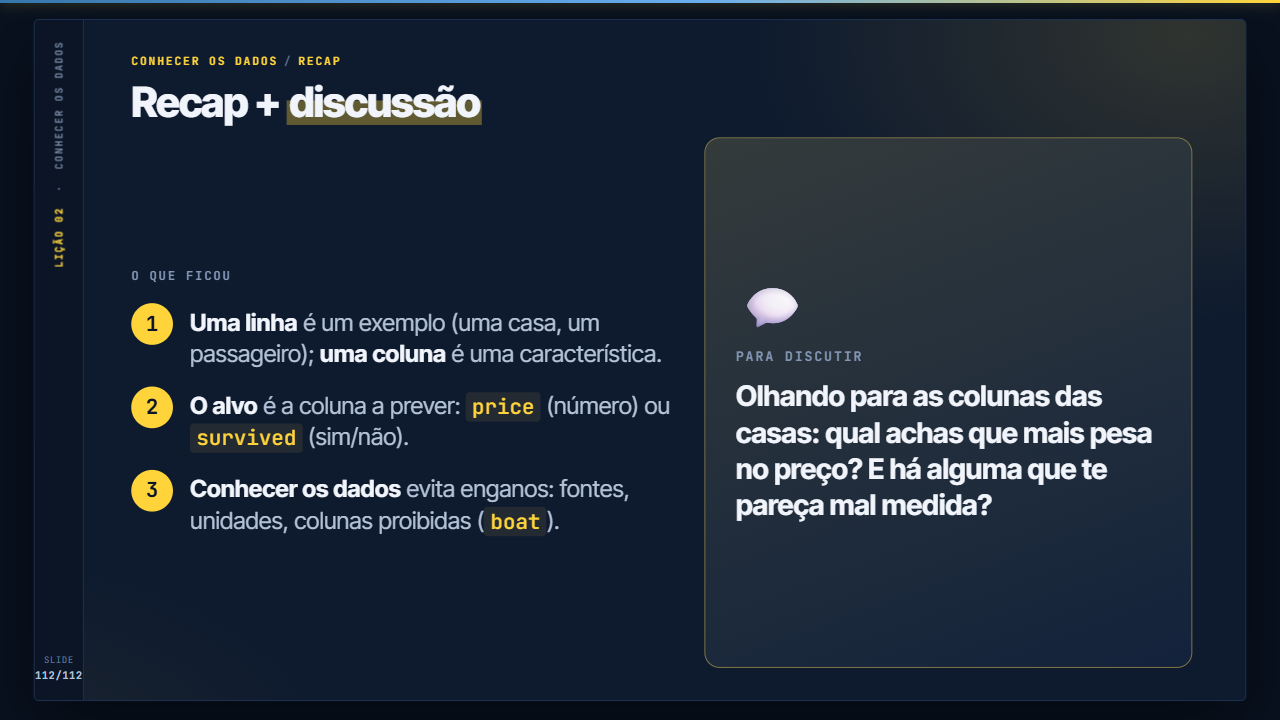 LIÇÃO 02 · CONHECER OS DADOS
CONHECER OS DADOS / RECAP
Recap + discussão
O QUE FICOU
1 Uma linha é um exemplo (uma casa, um
passageiro); uma coluna é uma característica.
2 O alvo é a coluna a prever: price (número) ou
survived (sim/não).
3 Conhecer os dados evita enganos: fontes,
unidades, colunas proibidas (boat).
PARA DISCUTIR
Olhando para as colunas das
casas: qual achas que mais pesa
no preço? E há alguma que te
pareça mal medida?
SLIDE
112/112